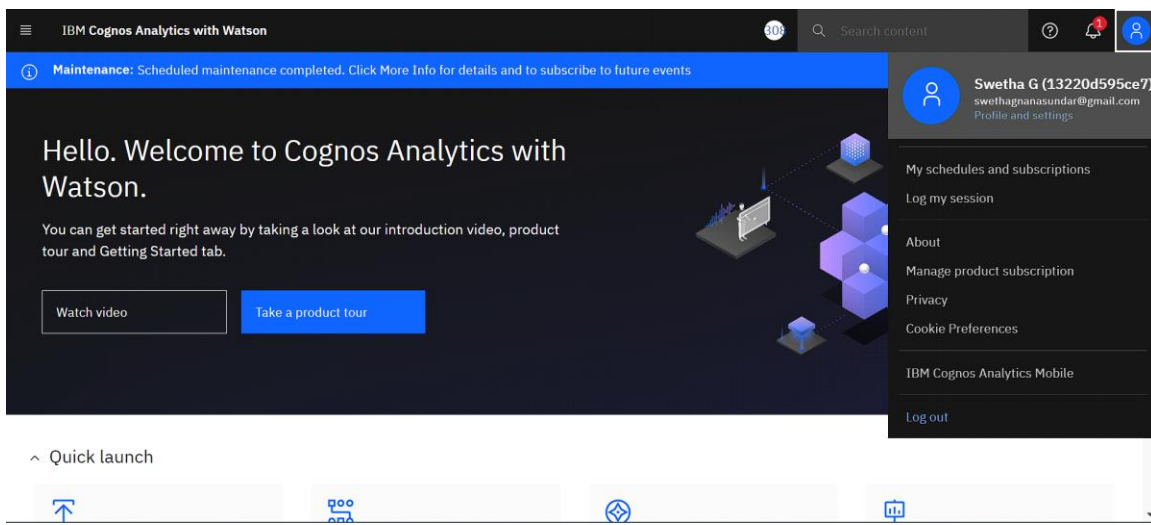 IBM Cognos Analytics with Watson
308
Search content
1
Maintenance: Scheduled maintenance completed. Click More Info for details and to subscribe to future events
Swetha G (13220d595ce7)
swethagnanasundar@gmail.com
Profile and settings
Hello. Welcome to Cognos Analytics with
Watson.
You can get started right away by taking a look at our introduction video, product
tour and Getting Started tab.
Watch video
Take a product tour
My schedules and subscriptions
Log my session
About
Manage product subscription
Privacy
Cookie Preferences
IBM Cognos Analytics Mobile
Log out
Quick launch